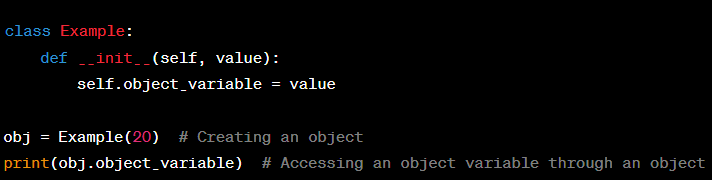 class Example:
    def __init__(self, value):
        self.object_variable = value
obj = Example(20)  # Creating an object
print(obj.object_variable)  # Accessing an object variable through an object